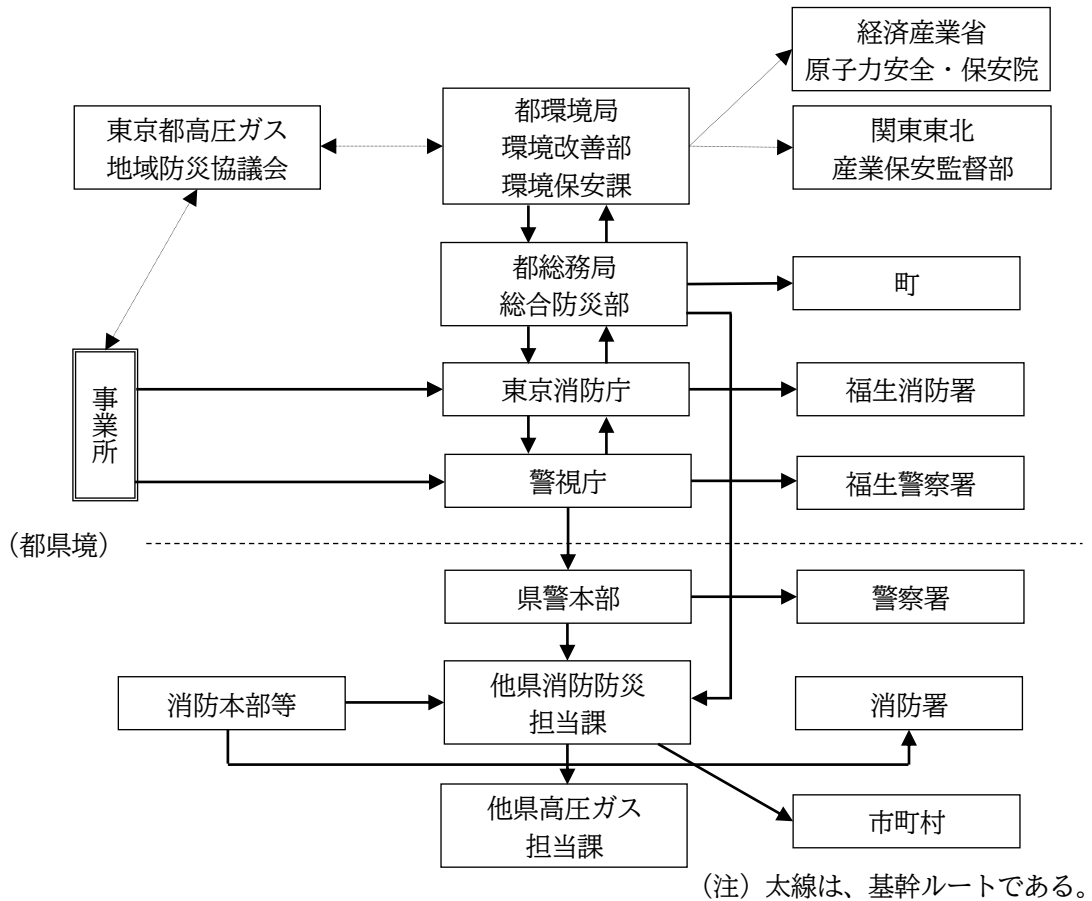 経済産業省
原子力安全・保安院
都環境局
環境改善部
環境保安課
東京都高圧ガス
地域防災協議会
関東東北
産業保安監督部
都総務局
総合防災部
町
事業所
東京消防庁
福生消防署
警視庁
福生警察署
（都県境）
県警本部
警察署
消防本部等
他県消防防災
担当課
消防署
他県高圧ガス
担当課
市町村
（注）太線は、基幹ルートである。